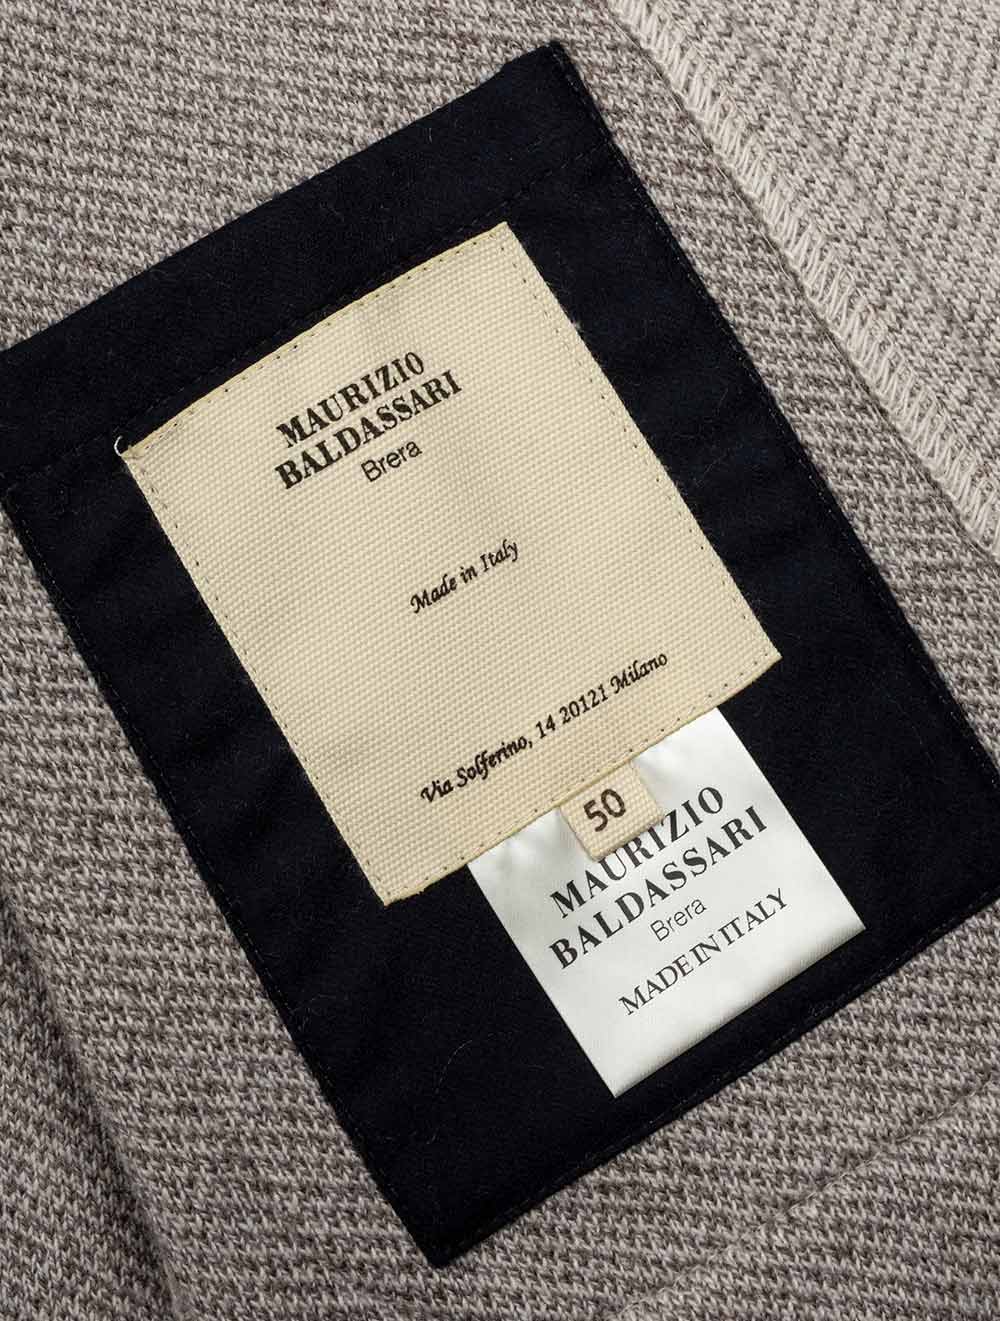 MAURIZIO
BALDASSARI
Brera
Made in Italy
Via Solferino, 14 20121 Milano
50
MAURIZIO
BALDASSARI
Brera
MADE IN ITALY